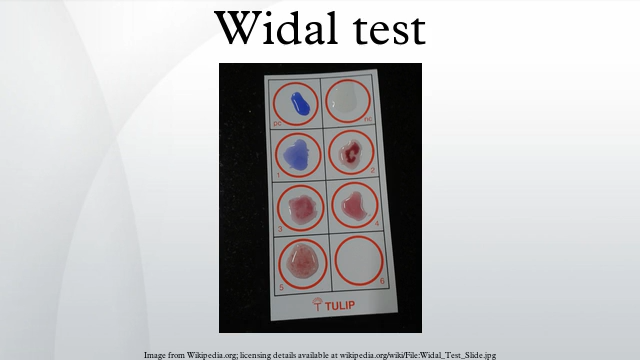 Widal test
pc
nc
1
2
3
4
5
6
TULIP
Image from Wikipedia.org; licensing details available at wikipedia.org/wiki/File:Widal_Test_Slide.jpg